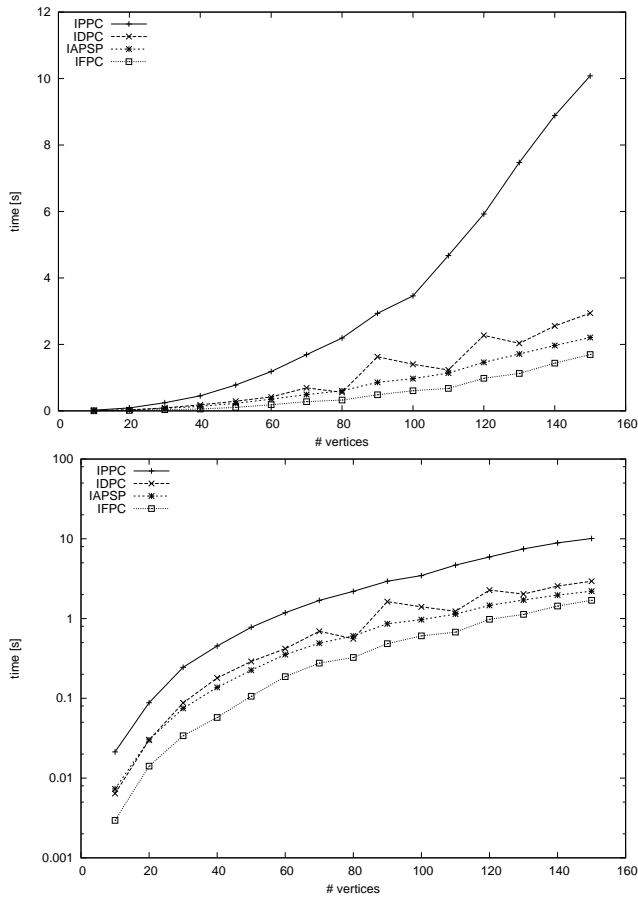 12
10
8
6
4
2
0
time [s]
IPPC
IDPC
IAPSP
IFPC
0 20 40 60 80 100 120 140 160
# vertices
100
10
1
0.1
0.01
0.001
time [s]
IPPC
IDPC
IAPSP
IFPC
0 20 40 60 80 100 120 140 160
# vertices